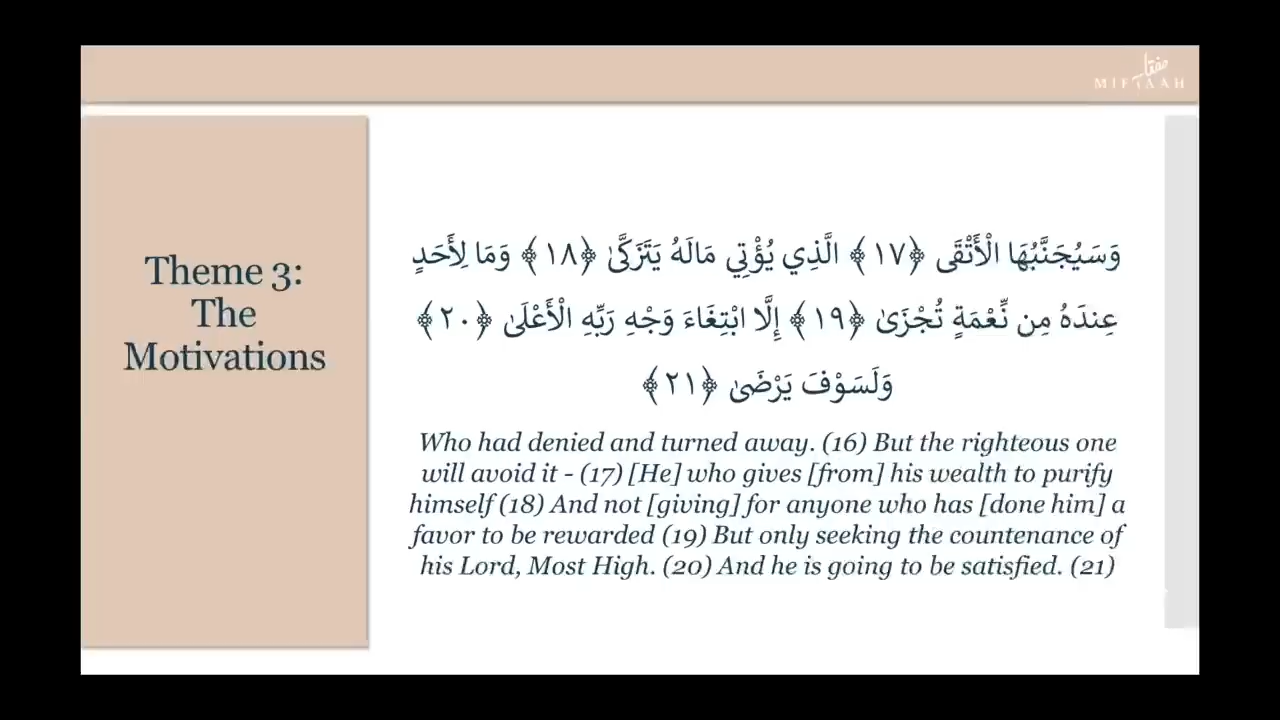 مفتاح
MIFTAAH
Theme 3:
The
Motivations
وَسَيُجَنَّبُهَا الْأَتْقَى ﴿١٧﴾ الَّذِي يُؤْتِي مَالَهُ يَتَزَكَّىٰ ﴿١٨﴾ وَمَا لِأَحَدٍ
عِندَهُ مِن نِّعْمَةٍ تُجْزَىٰ ﴿١٩﴾ إِلَّا ابْتِغَاءَ وَجْهِ رَبِّهِ الْأَعْلَىٰ ﴿٢٠﴾
وَلَسَوْفَ يَرْضَىٰ ﴿٢١﴾
Who had denied and turned away. (16) But the righteous one
will avoid it - (17) [He] who gives [from] his wealth to purify
himself (18) And not [giving] for anyone who has [done him] a
favor to be rewarded (19) But only seeking the countenance of
his Lord, Most High. (20) And he is going to be satisfied. (21)